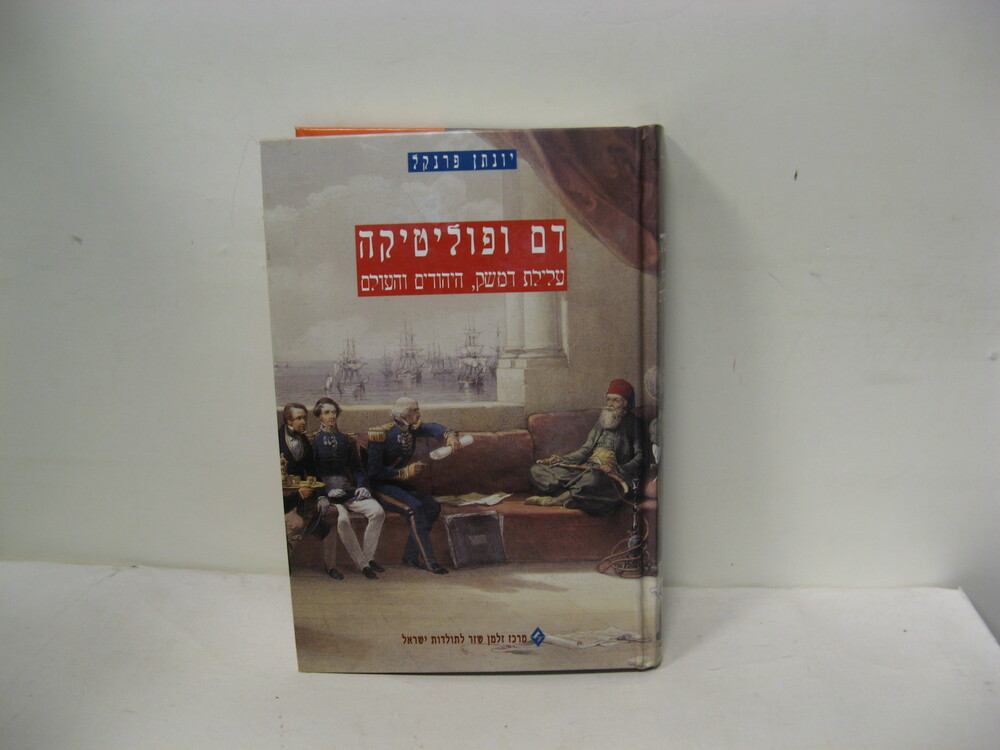 יונתן פרנקל
דם ופוליטיקה
עלילת דמשק, היהודים והעולם
מרכז זלמן שזר לתולדות ישראל